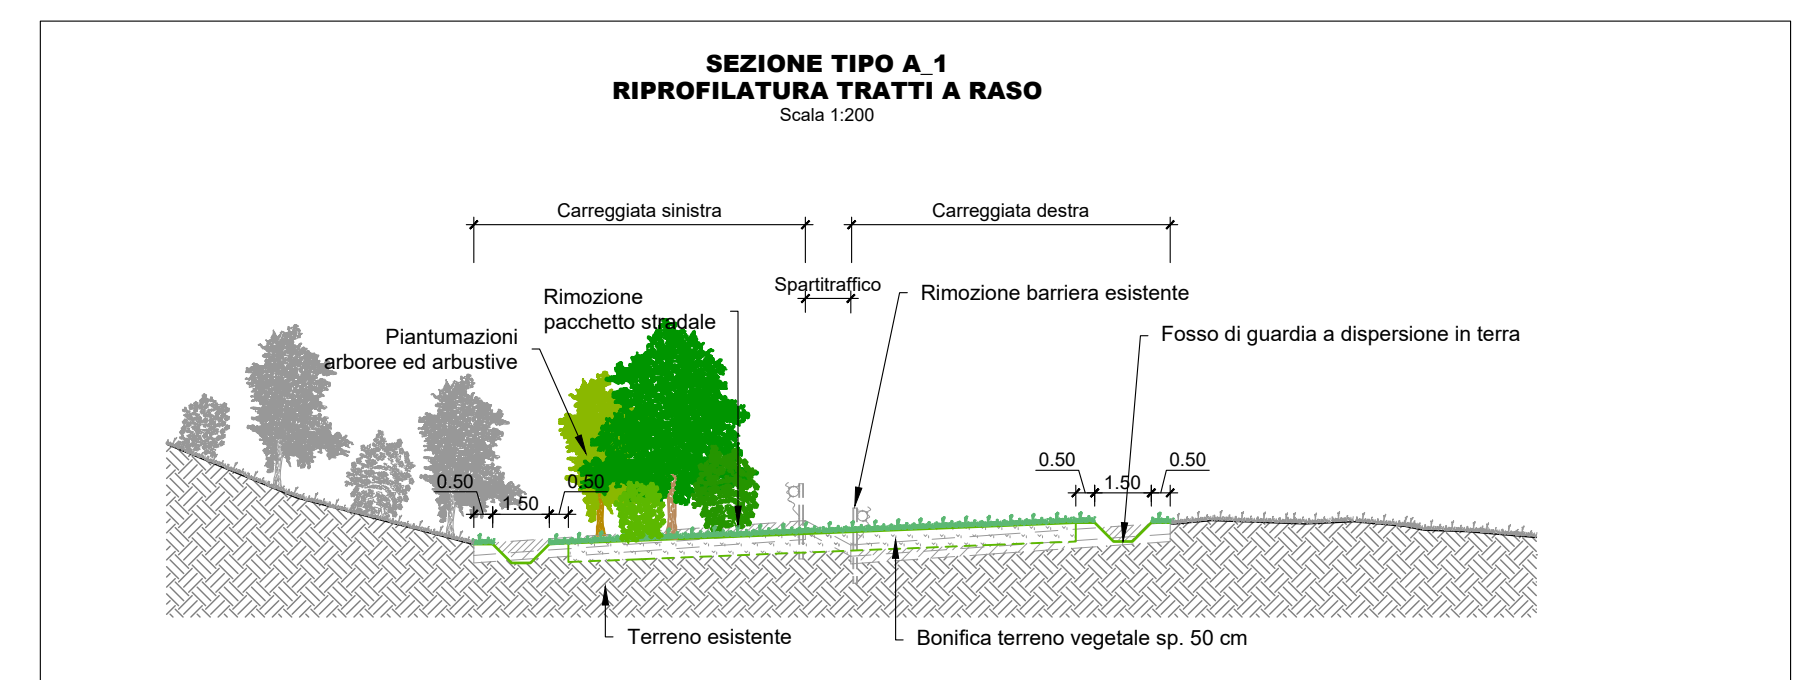 SEZIONE TIPO A_1
RIPROFILATURA TRATTI A RASO
Scala 1:200
Carreggiata sinistra
Carreggiata destra
Spartitraffico
Rimozione barriera esistente
Rimozione
pacchetto stradale
Piantumazioni
arboree ed arbustive
Fosso di guardia a dispersione in terra
0.50
1.50
0.50
0.50
1.50
0.50
Terreno esistente
Bonifica terreno vegetale sp. 50 cm